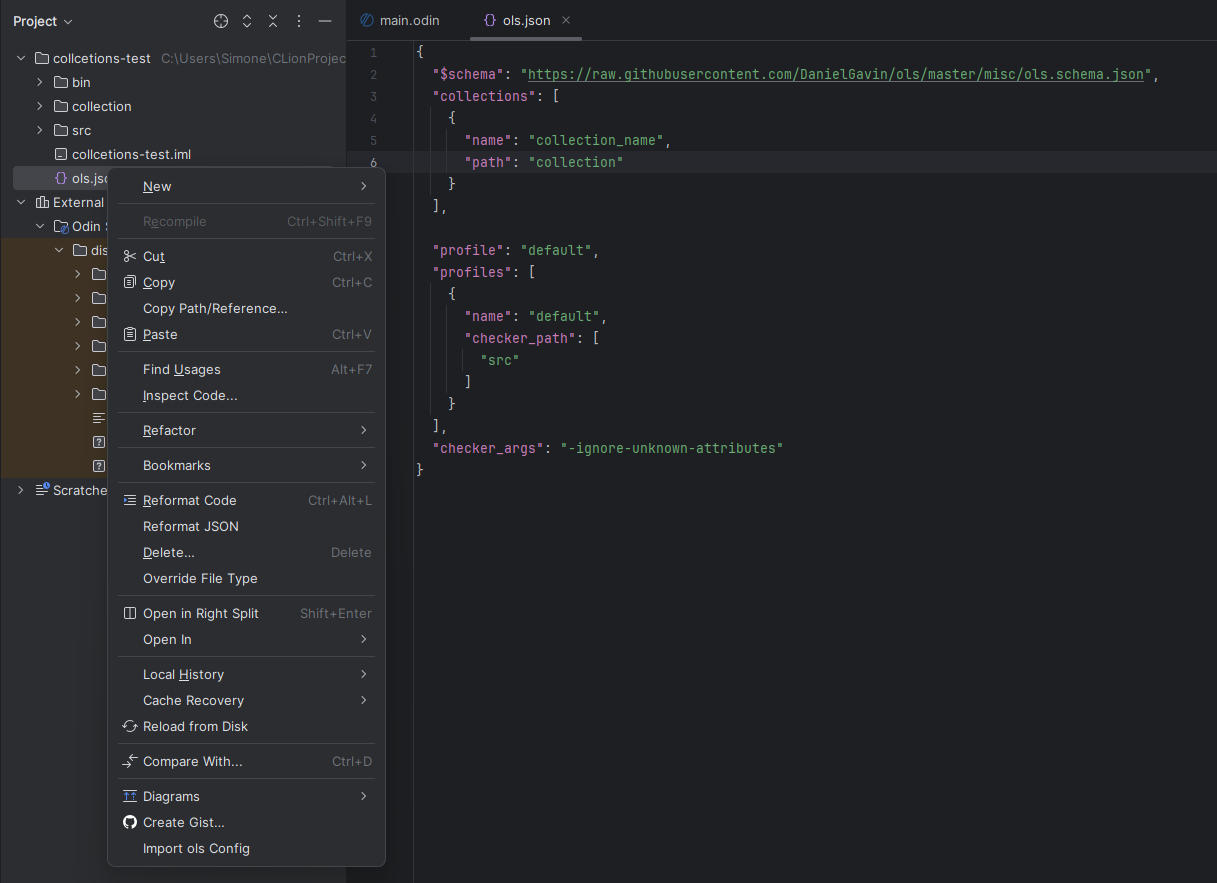 Project
main.odin
ols.json
collcetions-test C:\Users\Simone\CLionProjec
bin
collection
src
collcetions-test.iml
ols.jsc
External
Odin S
dis
Scratche
New
Recompile Ctrl+Shift+F9
Cut Ctrl+X
Copy Ctrl+C
Copy Path/Reference...
Paste Ctrl+V
Find Usages Alt+F7
Inspect Code...
Refactor
Bookmarks
Reformat Code Ctrl+Alt+L
Reformat JSON
Delete... Delete
Override File Type
Open in Right Split Shift+Enter
Open In
Local History
Cache Recovery
Reload from Disk
Compare With... Ctrl+D
Diagrams
Create Gist...
Import ols Config
1 {
2 "$schema": "https://raw.githubusercontent.com/DanielGavin/ols/master/misc/ols.schema.json",
3 "collections": [
4 {
5 "name": "collection_name",
6 "path": "collection"
}
],
"profile": "default",
"profiles": [
{
"name": "default",
"checker_path": [
"src"
]
}
],
"checker_args": "-ignore-unknown-attributes"
}